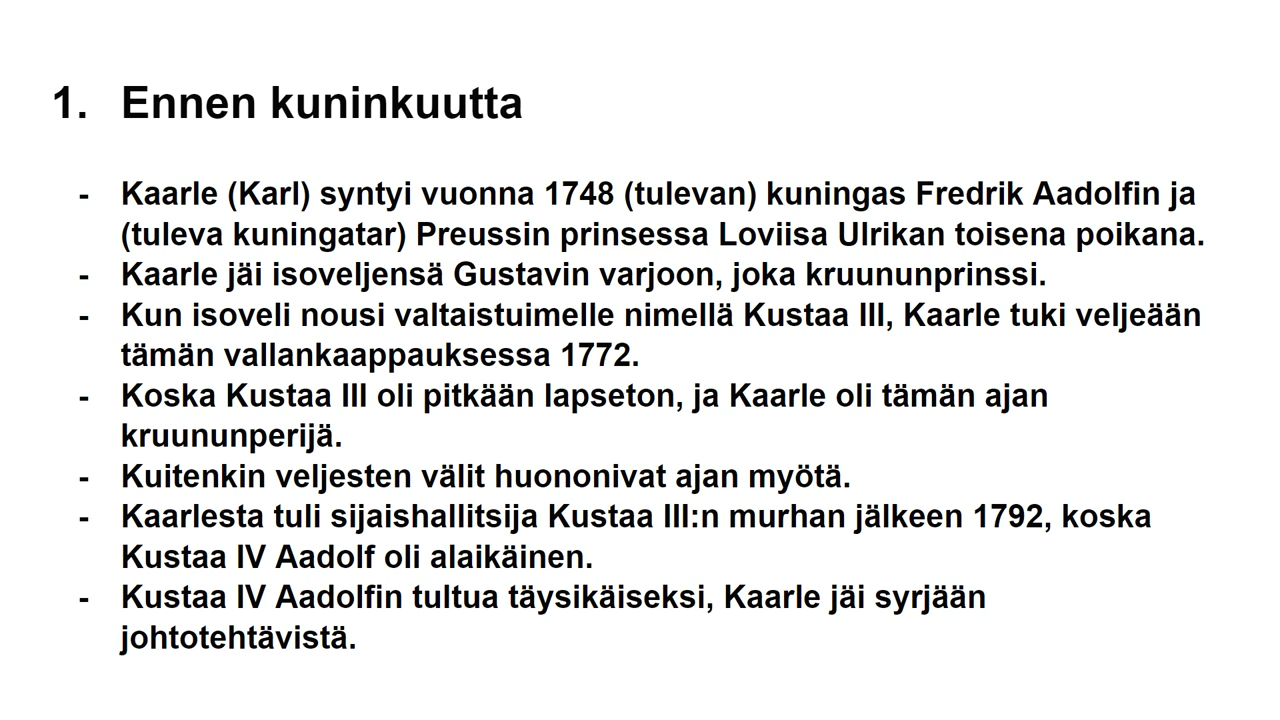 1. Ennen kuninkuutta
- Kaarle (Karl) syntyi vuonna 1748 (tulevan) kuningas Fredrik Aadolfin ja
(tuleva kuningatar) Preussin prinsessa Loviisa Ulrikan toisena poikana.
- Kaarle jäi isoveljensä Gustavin varjoon, joka kruununprinssi.
- Kun isoveli nousi valtaistuimelle nimellä Kustaa III, Kaarle tuki veljeään
tämän vallankaappauksessa 1772.
- Koska Kustaa III oli pitkään lapseton, ja Kaarle oli tämän ajan
kruununperijä.
- Kuitenkin veljesten välit huononivat ajan myötä.
- Kaarlesta tuli sijaishallitsija Kustaa III:n murhan jälkeen 1792, koska
Kustaa IV Aadolf oli alaikäinen.
- Kustaa IV Aadolfin tultua täysikäiseksi, Kaarle jäi syrjään
johtotehtävistä.